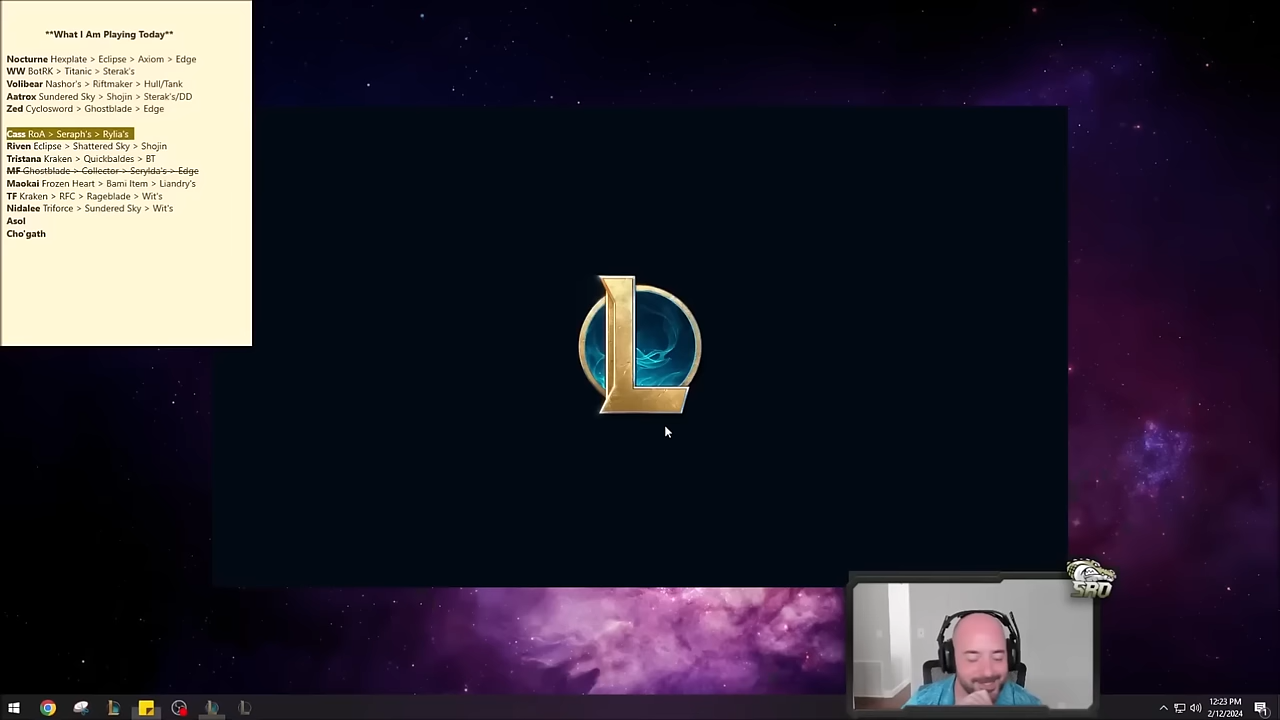 **What I Am Playing Today**
Nocturne Hexplate > Eclipse > Axiom > Edge
WW BotRK > Titanic > Sterak's
Volibear Nashor's > Riftmaker > Hull/Tank
Aatrox Sundered Sky > Shojin > Sterak's/DD
Zed Cyclosword > Ghostblade > Edge
Cass RoA > Seraph's > Rylia's
Riven Eclipse > Shattered Sky > Shojin
Tristana Kraken > Quickbaldes > BT
MF Ghostblade > Collector > Serylda's > Edge
Maokai Frozen Heart > Bami Item > Liandry's
TF Kraken > RFC > Rageblade > Wit's
Nidalee Triforce > Sundered Sky > Wit's
Asol
Cho'gath
L
SRO
12:23 PM
2/12/2024